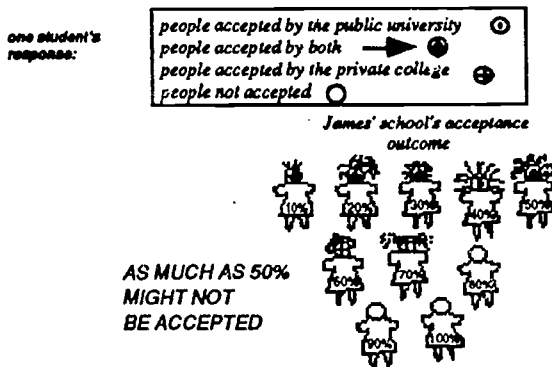 one student's
response:
people accepted by the public university
people accepted by both
people accepted by the private college
people not accepted
James' school's acceptance
outcome
10% 20% 30% 40% 50%
60% 70% 80%
90% 100%
AS MUCH AS 50%
MIGHT NOT
BE ACCEPTED